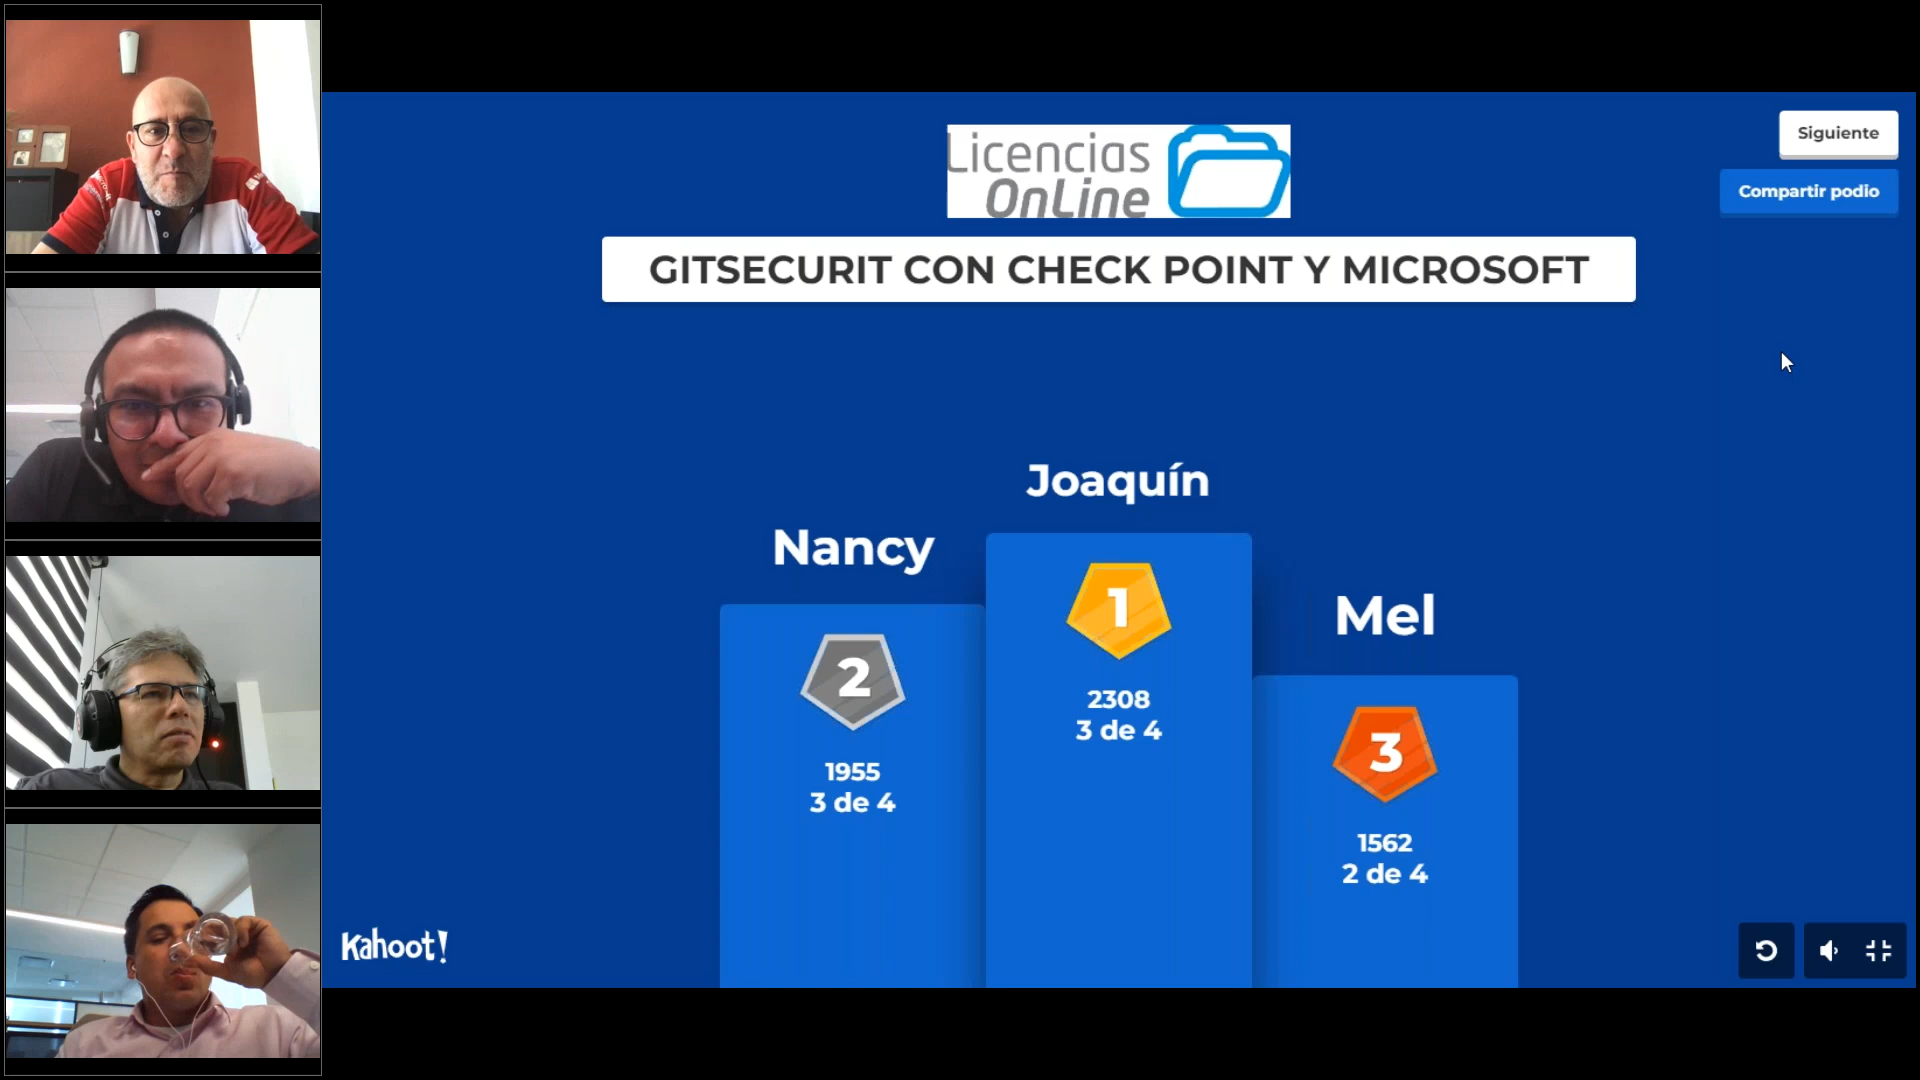 Licencias
OnLine
Siguiente
Compartir podio
GITSECURIT CON CHECK POINT Y MICROSOFT
Joaquín
Nancy
Mel
1
2308
3 de 4
2
1955
3 de 4
3
1562
2 de 4
Kahoot!